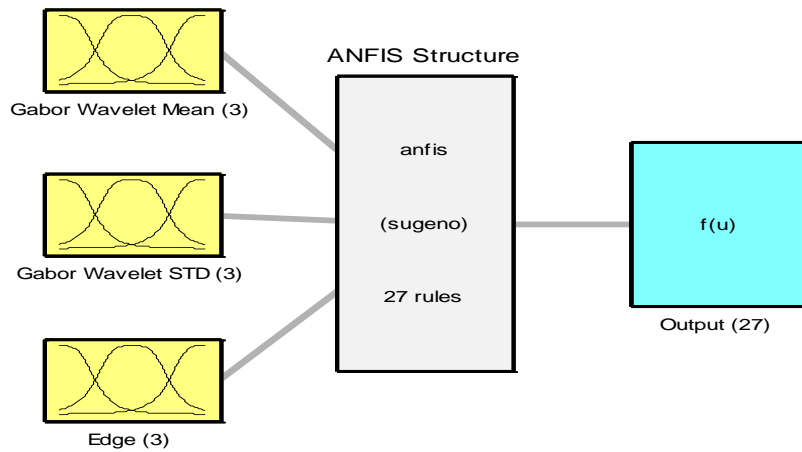 Gabor Wavelet Mean (3)
Gabor Wavelet STD (3)
Edge (3)
ANFIS Structure
anfis
(sugeno)
27 rules
f(u)
Output (27)